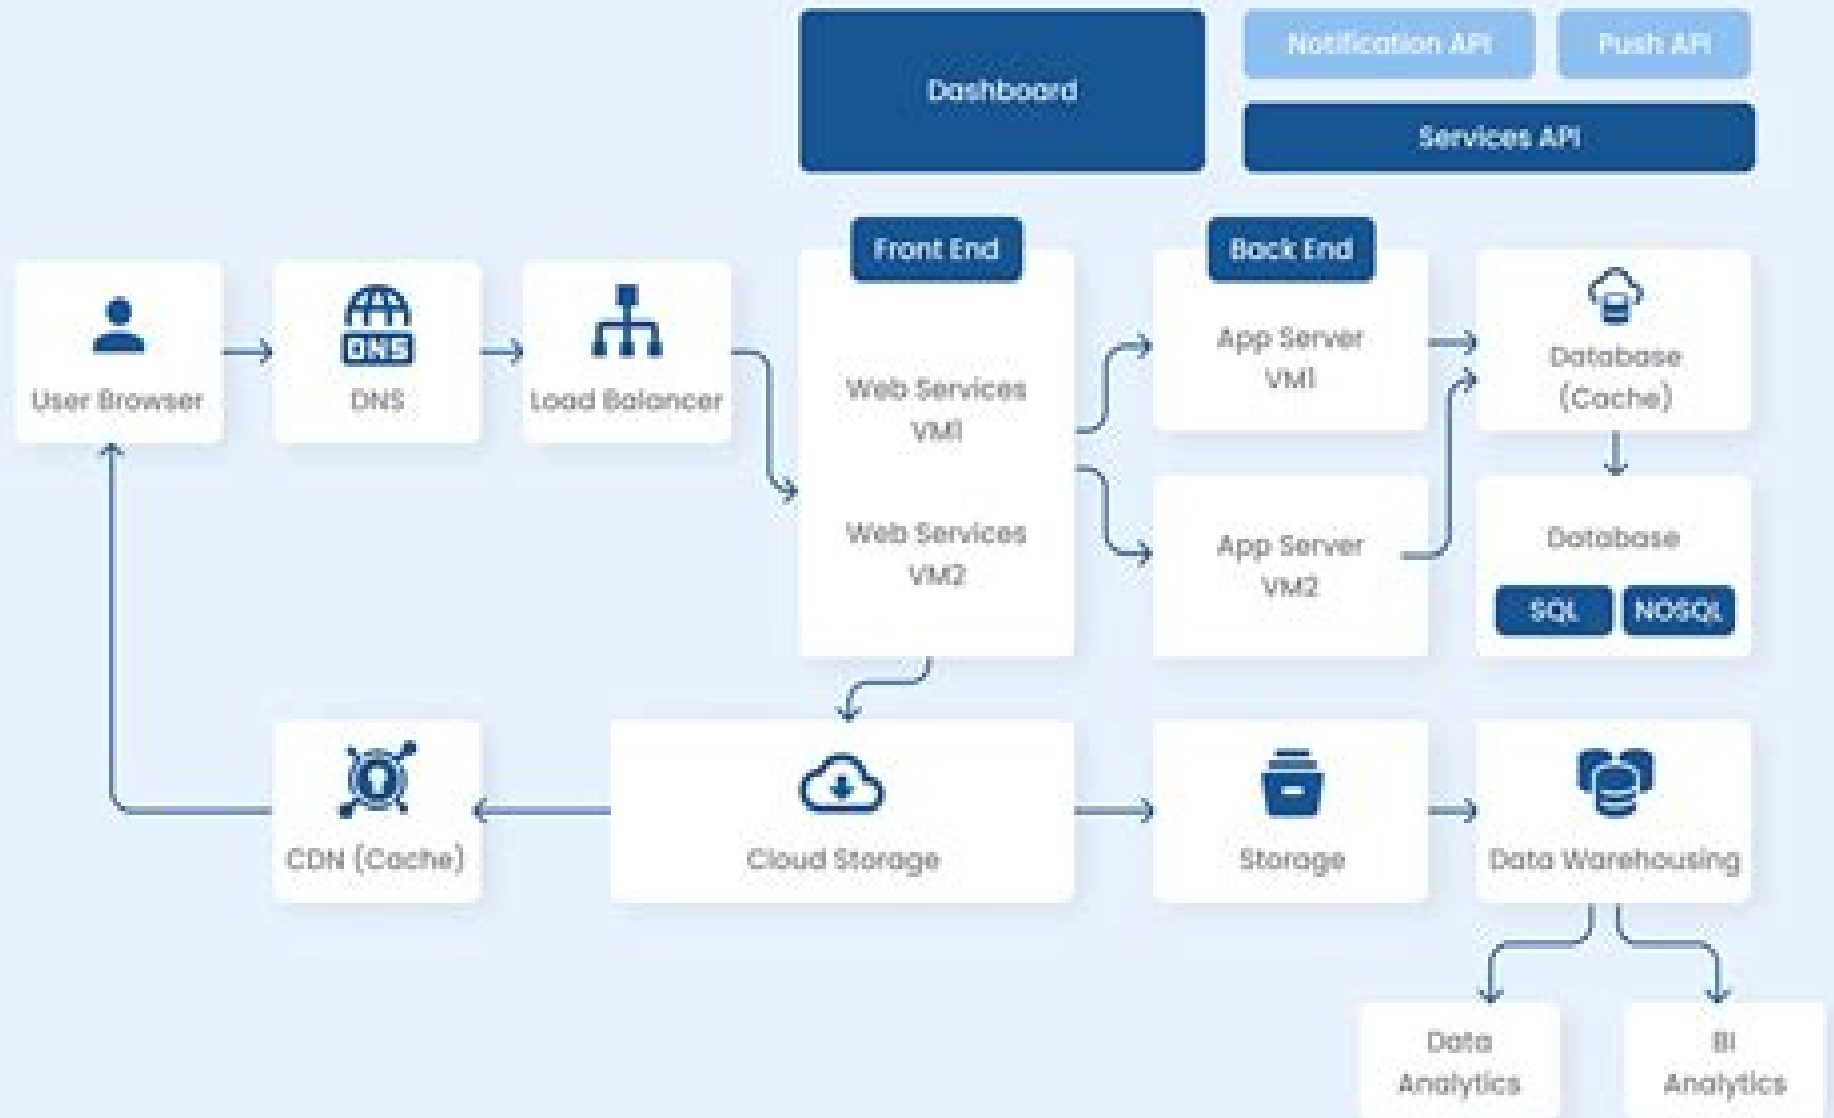 Dashboard
Notification API
Push API
Services API
Front End
Back End
User Browser
DNS
DNS
Load Balancer
Web Services
VM1
Web Services
VM2
App Server
VM1
App Server
VM2
Database
(Cache)
Database
SQL
NOSQL
CDN (Cache)
Cloud Storage
Storage
Data Warehousing
Data
Analytics
BI
Analytics